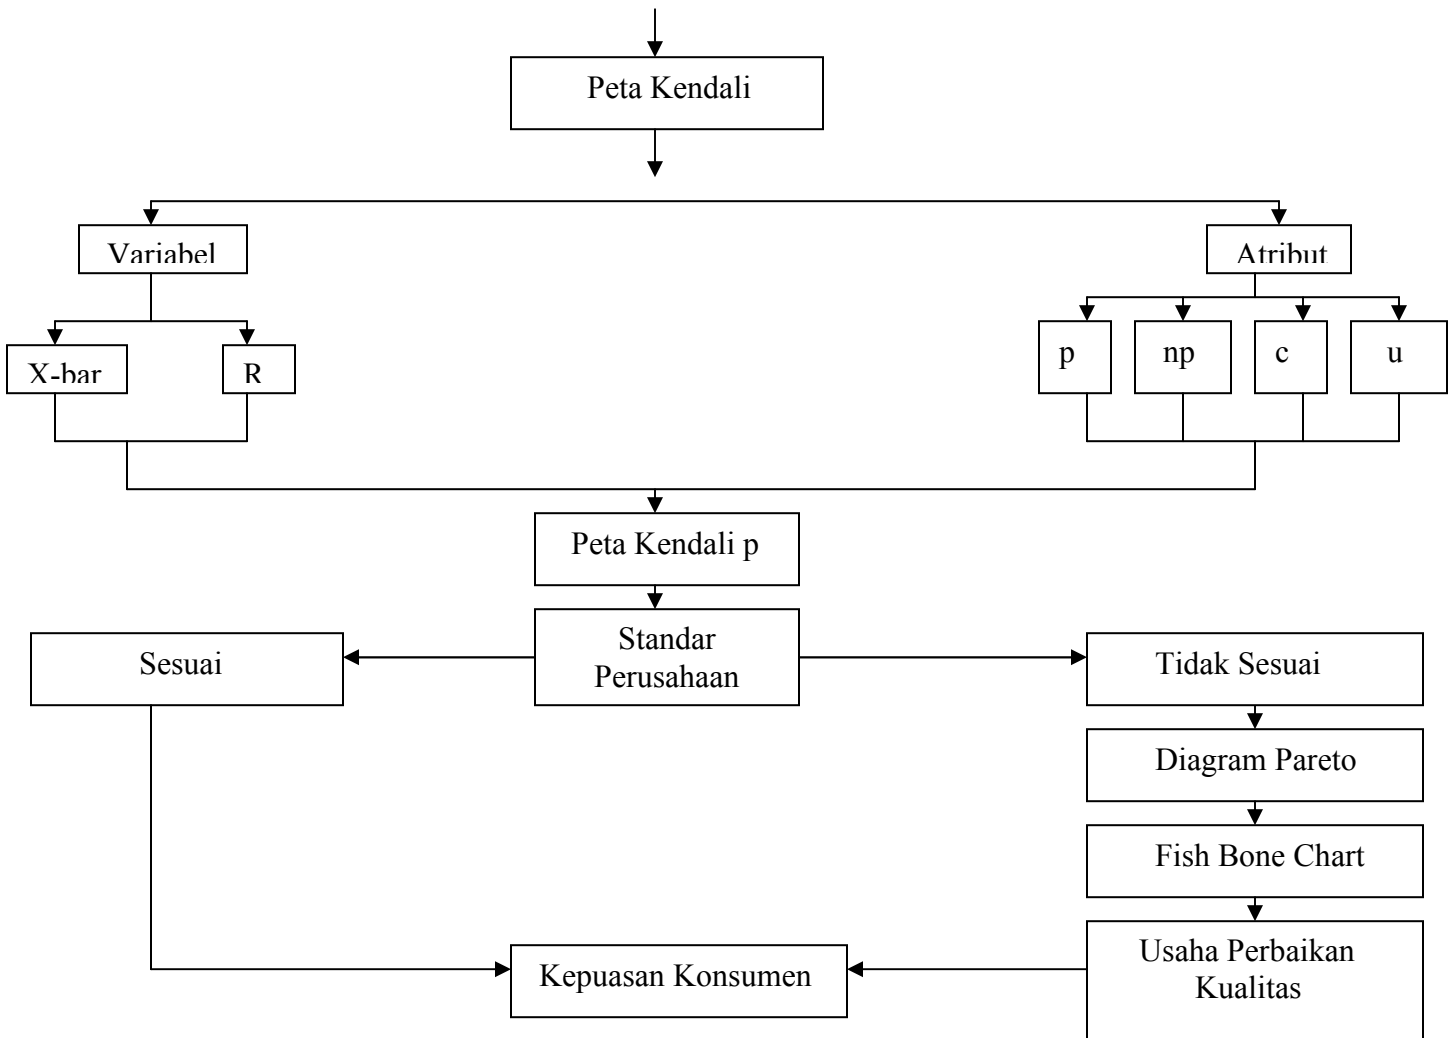 Peta Kendali
Variabel
Atribut
X-bar
R
p
np
c
u
Peta Kendali p
Standar
Perusahaan
Sesuai
Tidak Sesuai
Diagram Pareto
Fish Bone Chart
Usaha Perbaikan
Kualitas
Kepuasan Konsumen